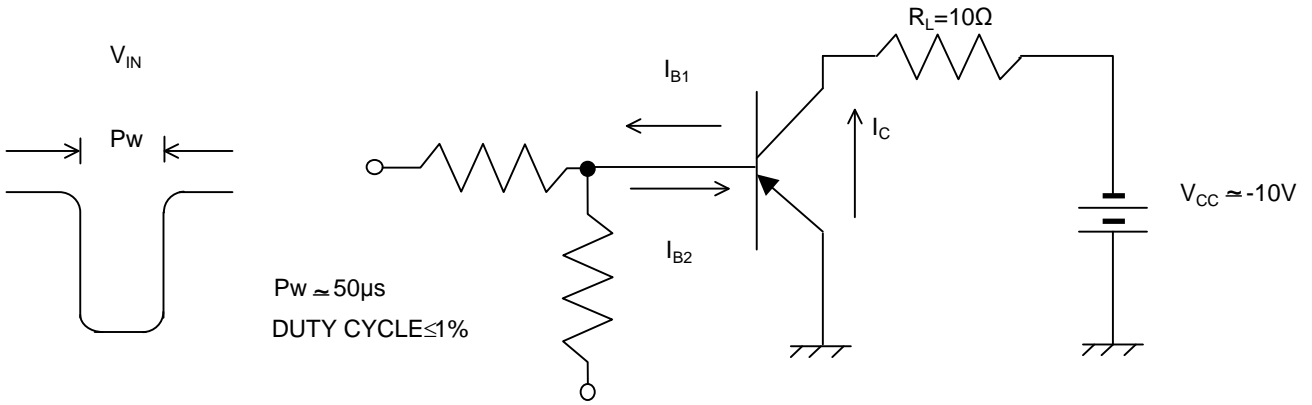 R_L=10Ω
V_IN
I_B1
Pw
I_C
V_CC ≃ -10V
I_B2
Pw ≃ 50μs
DUTY CYCLE≤1%